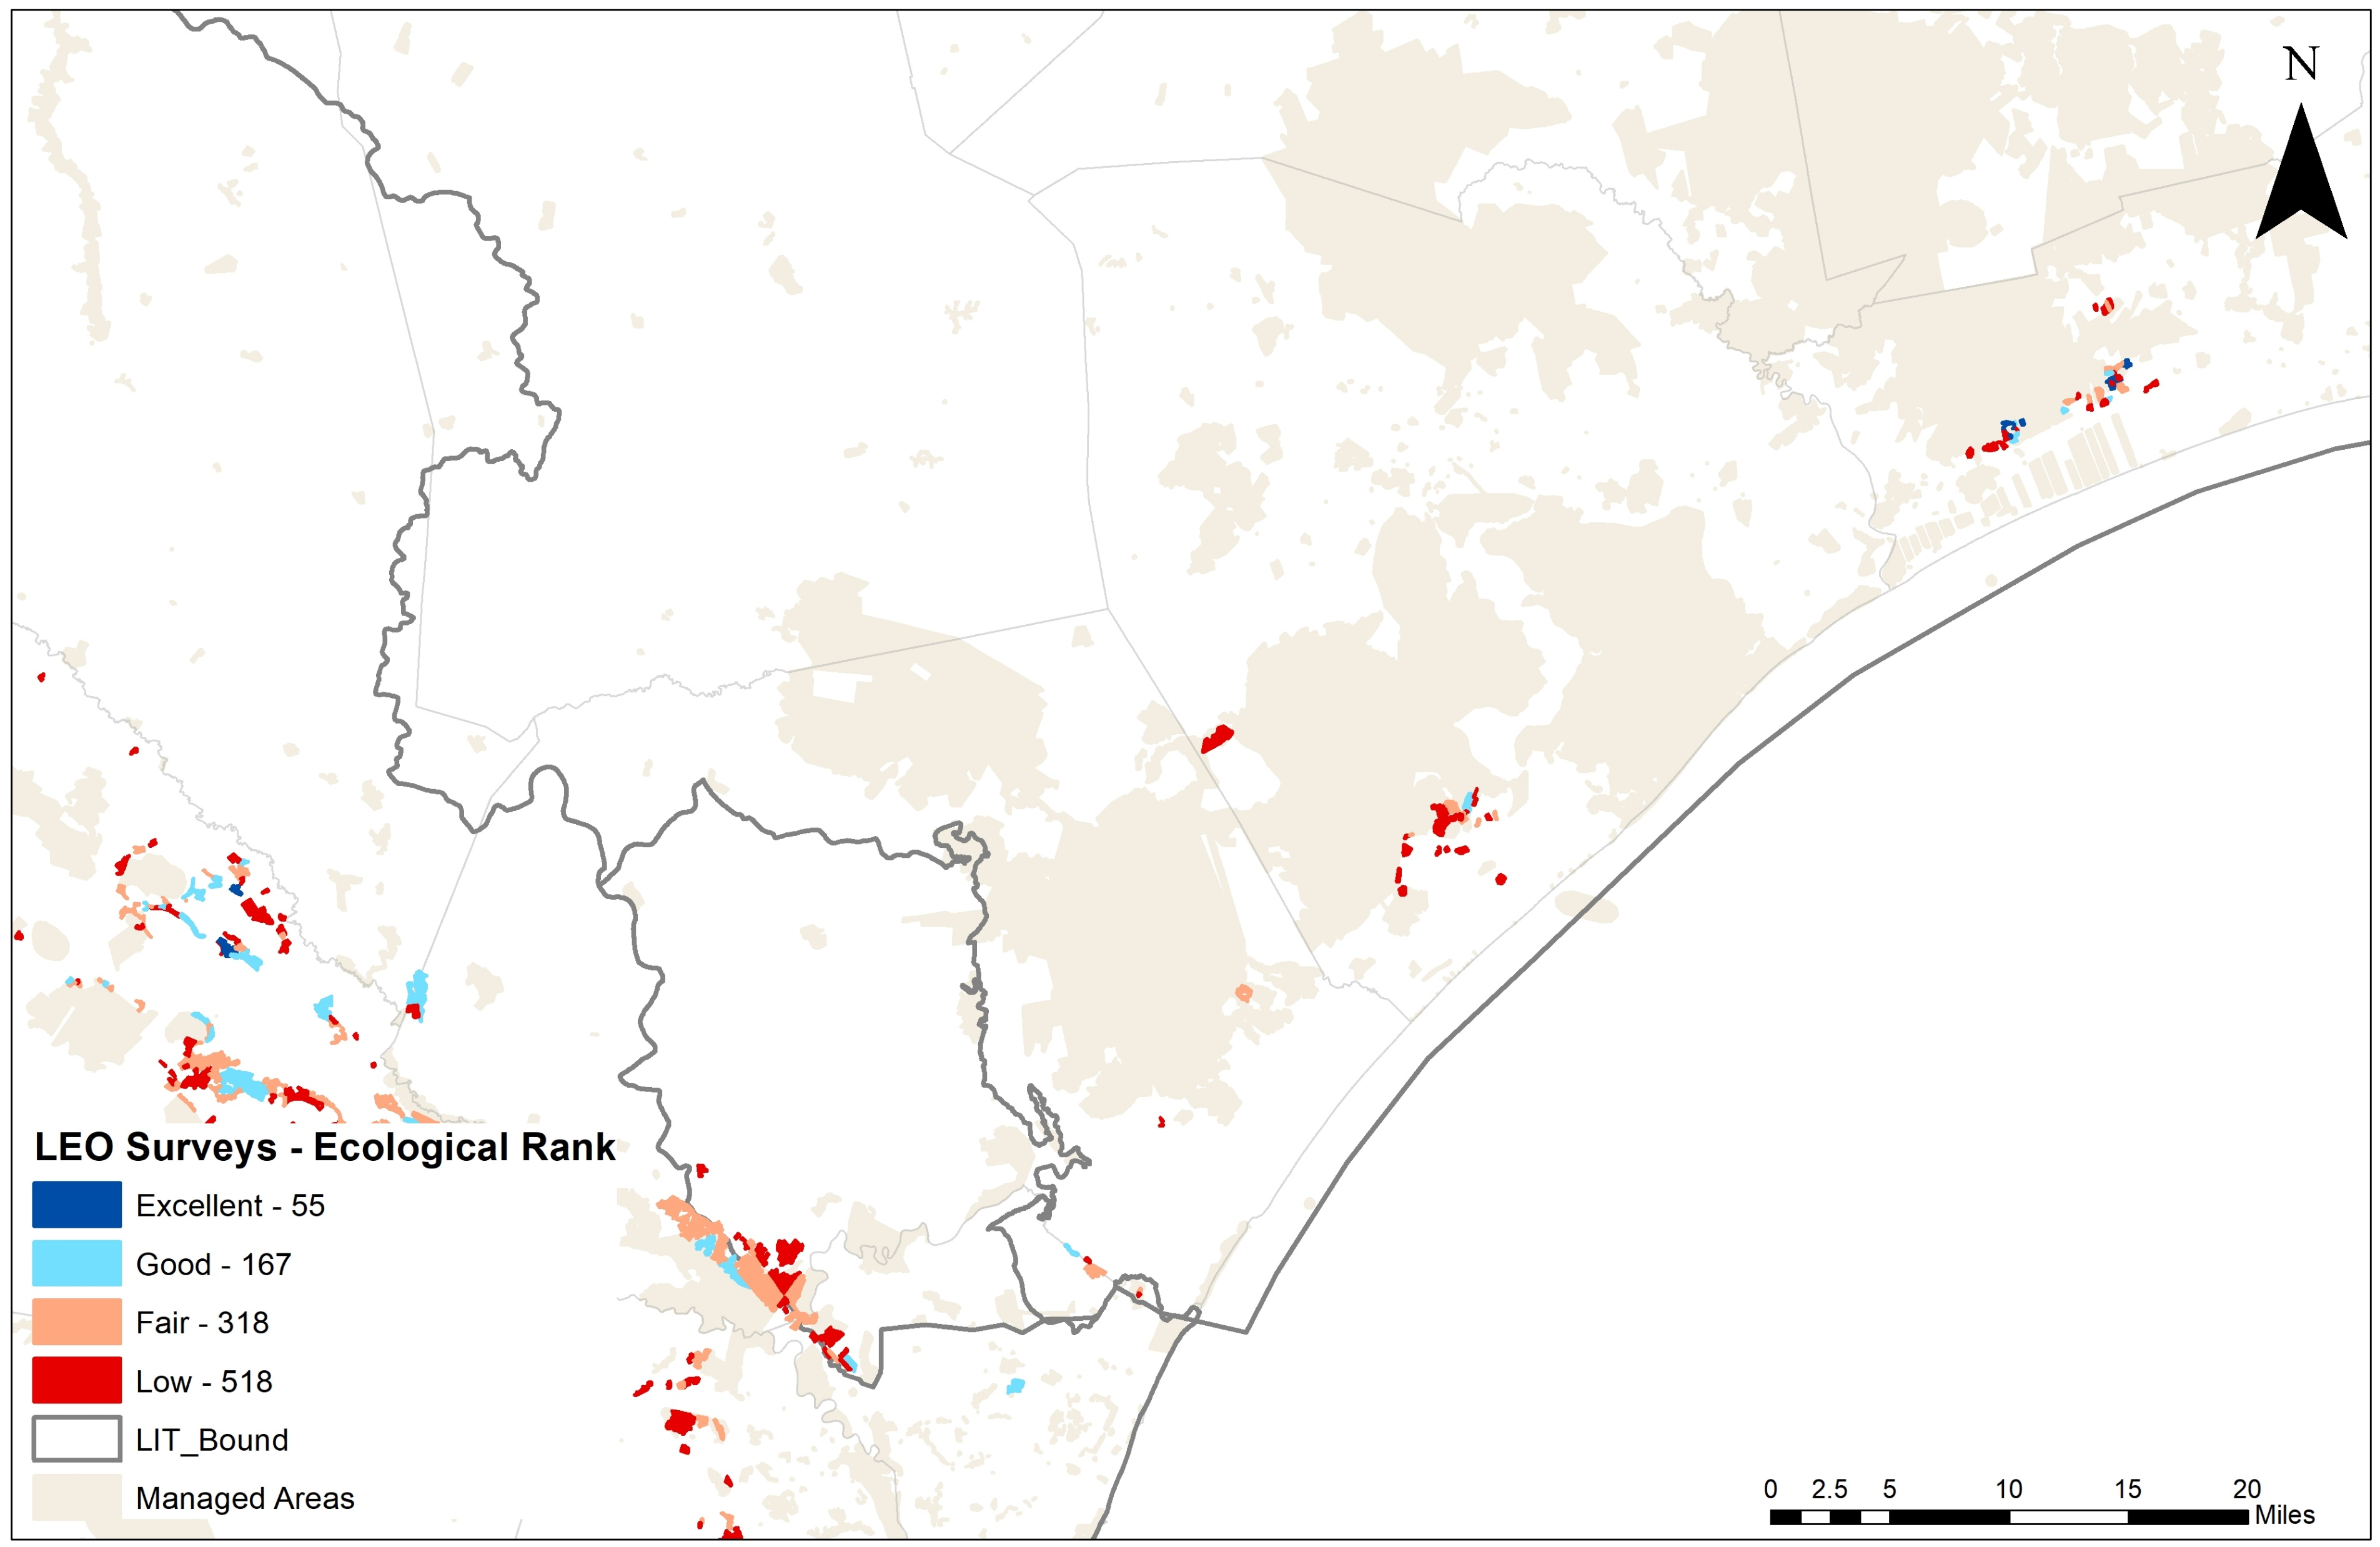 N
LEO Surveys - Ecological Rank
Excellent - 55
Good - 167
Fair - 318
Low - 518
LIT_Bound
Managed Areas
0 2.5 5 10 15 20
Miles